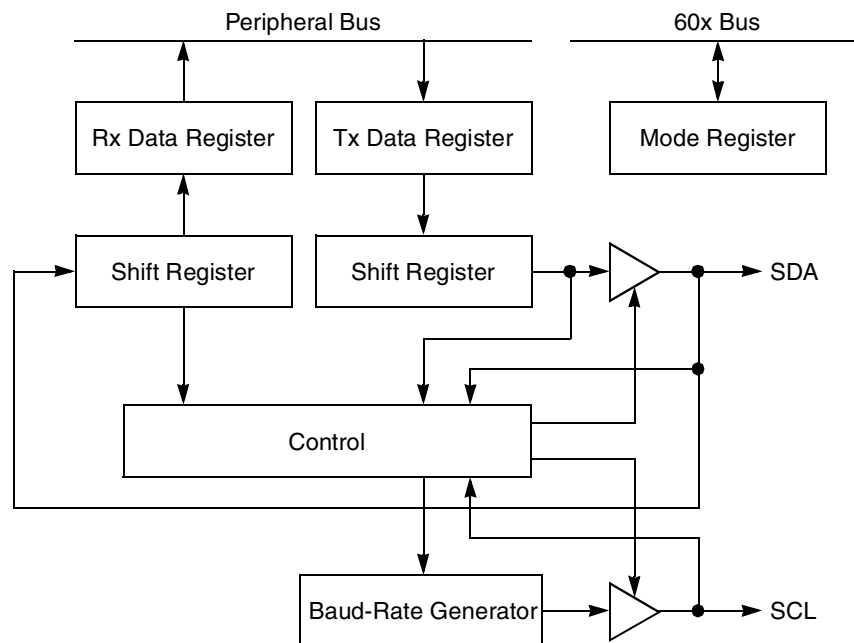 Peripheral Bus
60x Bus
Rx Data Register
Tx Data Register
Mode Register
Shift Register
Shift Register
SDA
Control
Baud-Rate Generator
SCL